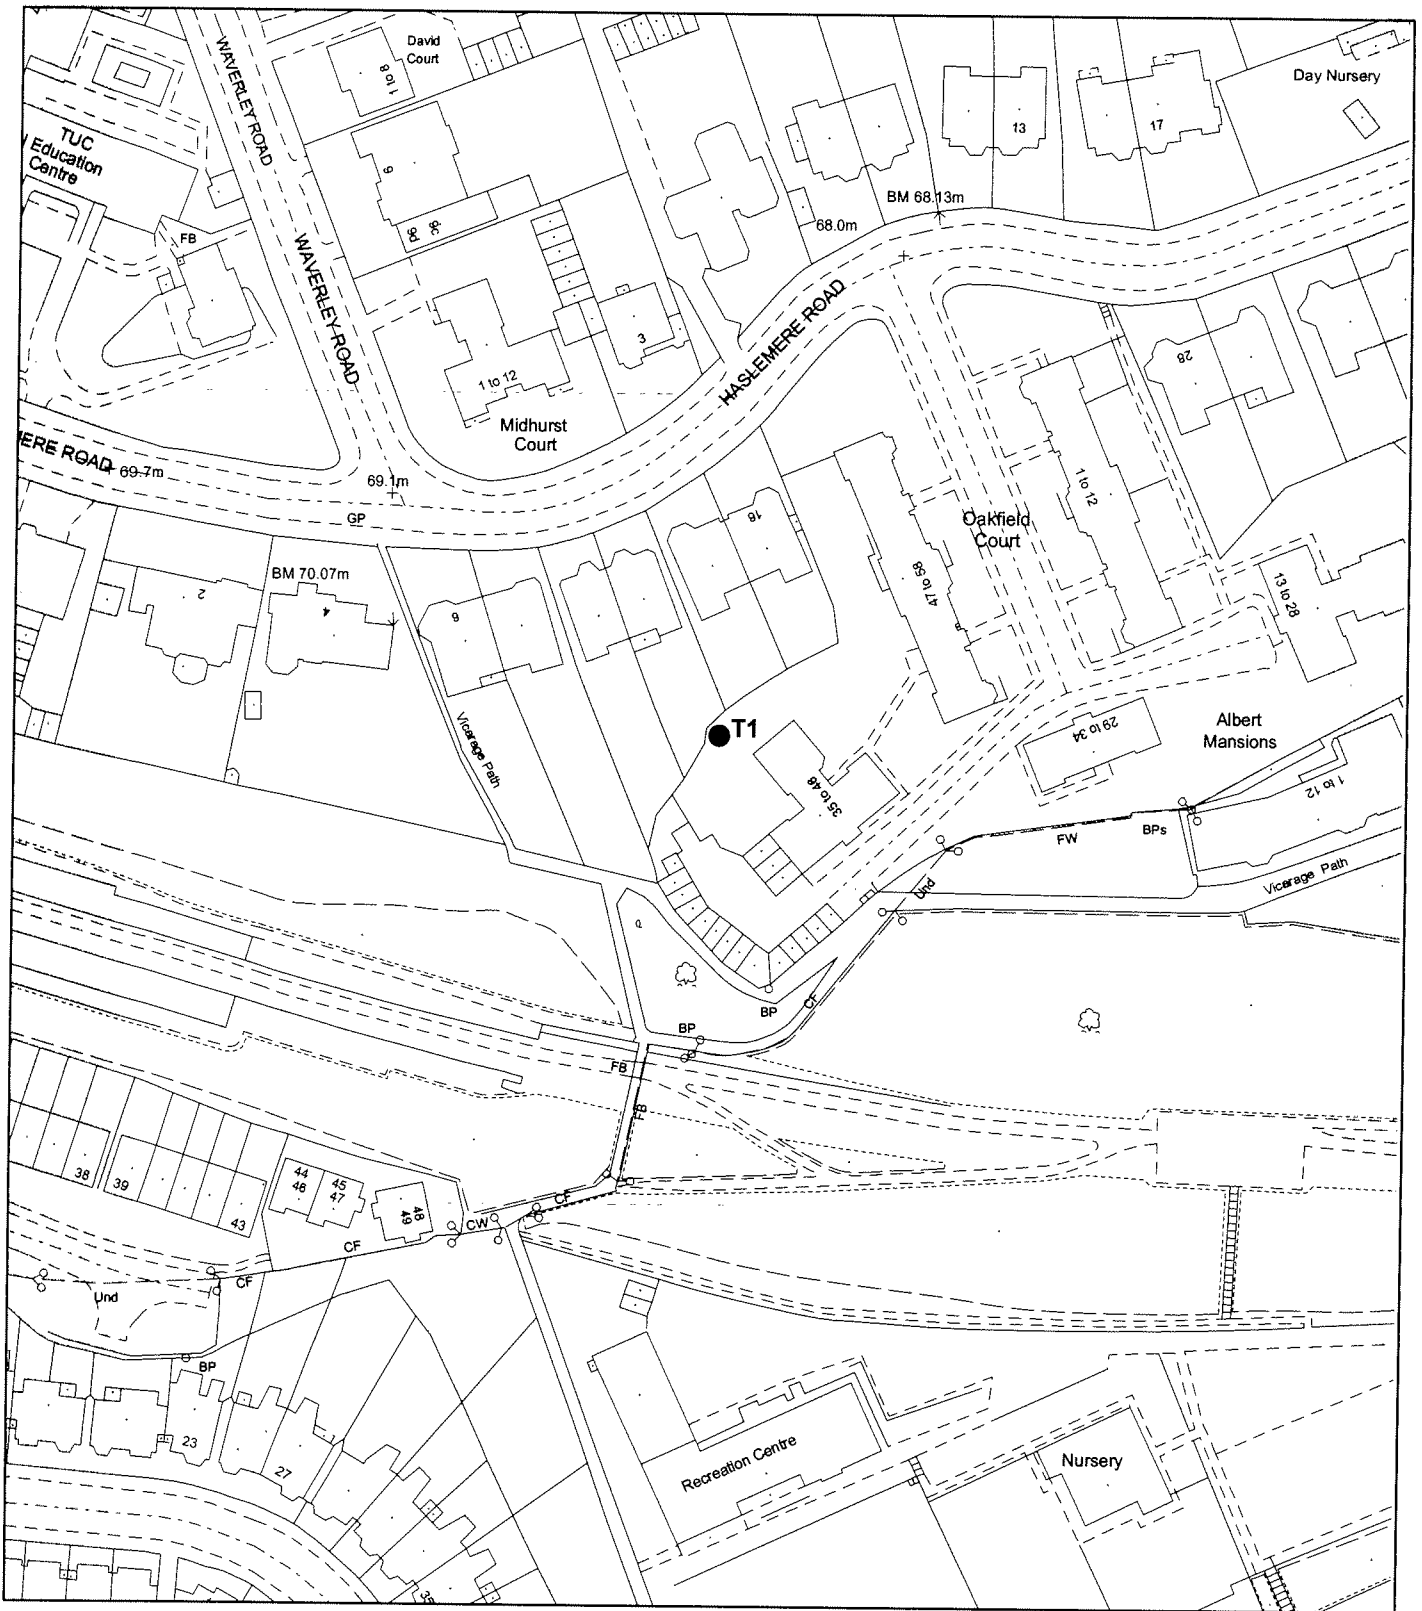 David
Court
1 to 8
WAVERLEY ROAD
TUC
Education
Centre
FB
9
9d
9c
WAVERLEY ROAD
13
17
Day Nursery
BM 68.13m
68.0m
3
HASLEMERE ROAD
1 to 12
Midhurst
Court
28
ERE ROAD
69.7m
69.1m
GP
BM 70.07m
2
4
Oakfield
Court
1 to 12
47 to 58
13 to 28
Vicarage Path
T1
35 to 46
29 to 34
Albert
Mansions
1 to 12
FW
BPs
Vicarage Path
Und
BP
BP
CF
FB
FB
38
39
43
44
46
45
47
48
49
CW
CF
CF
CF
Und
BP
23
27
35
Recreation Centre
Nursery